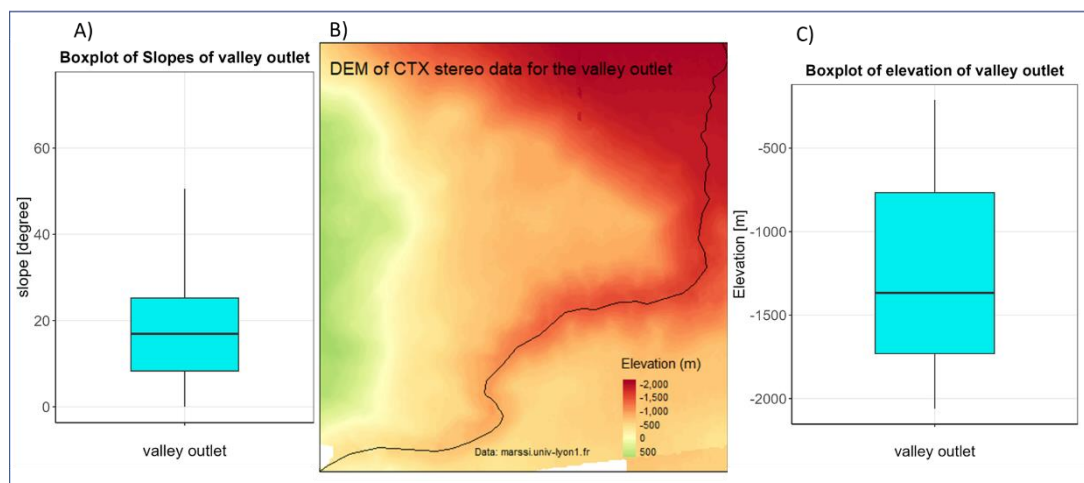 A)
Boxplot of Slopes of valley outlet
slope [degree]
60
40
20
0
valley outlet
B)
DEM of CTX stereo data for the valley outlet
Elevation (m)
-2,000
-1,500
-1,000
-500
0
500
Data: marssi.univ-lyon1.fr
C)
Boxplot of elevation of valley outlet
Elevation [m]
-500
-1000
-1500
-2000
valley outlet